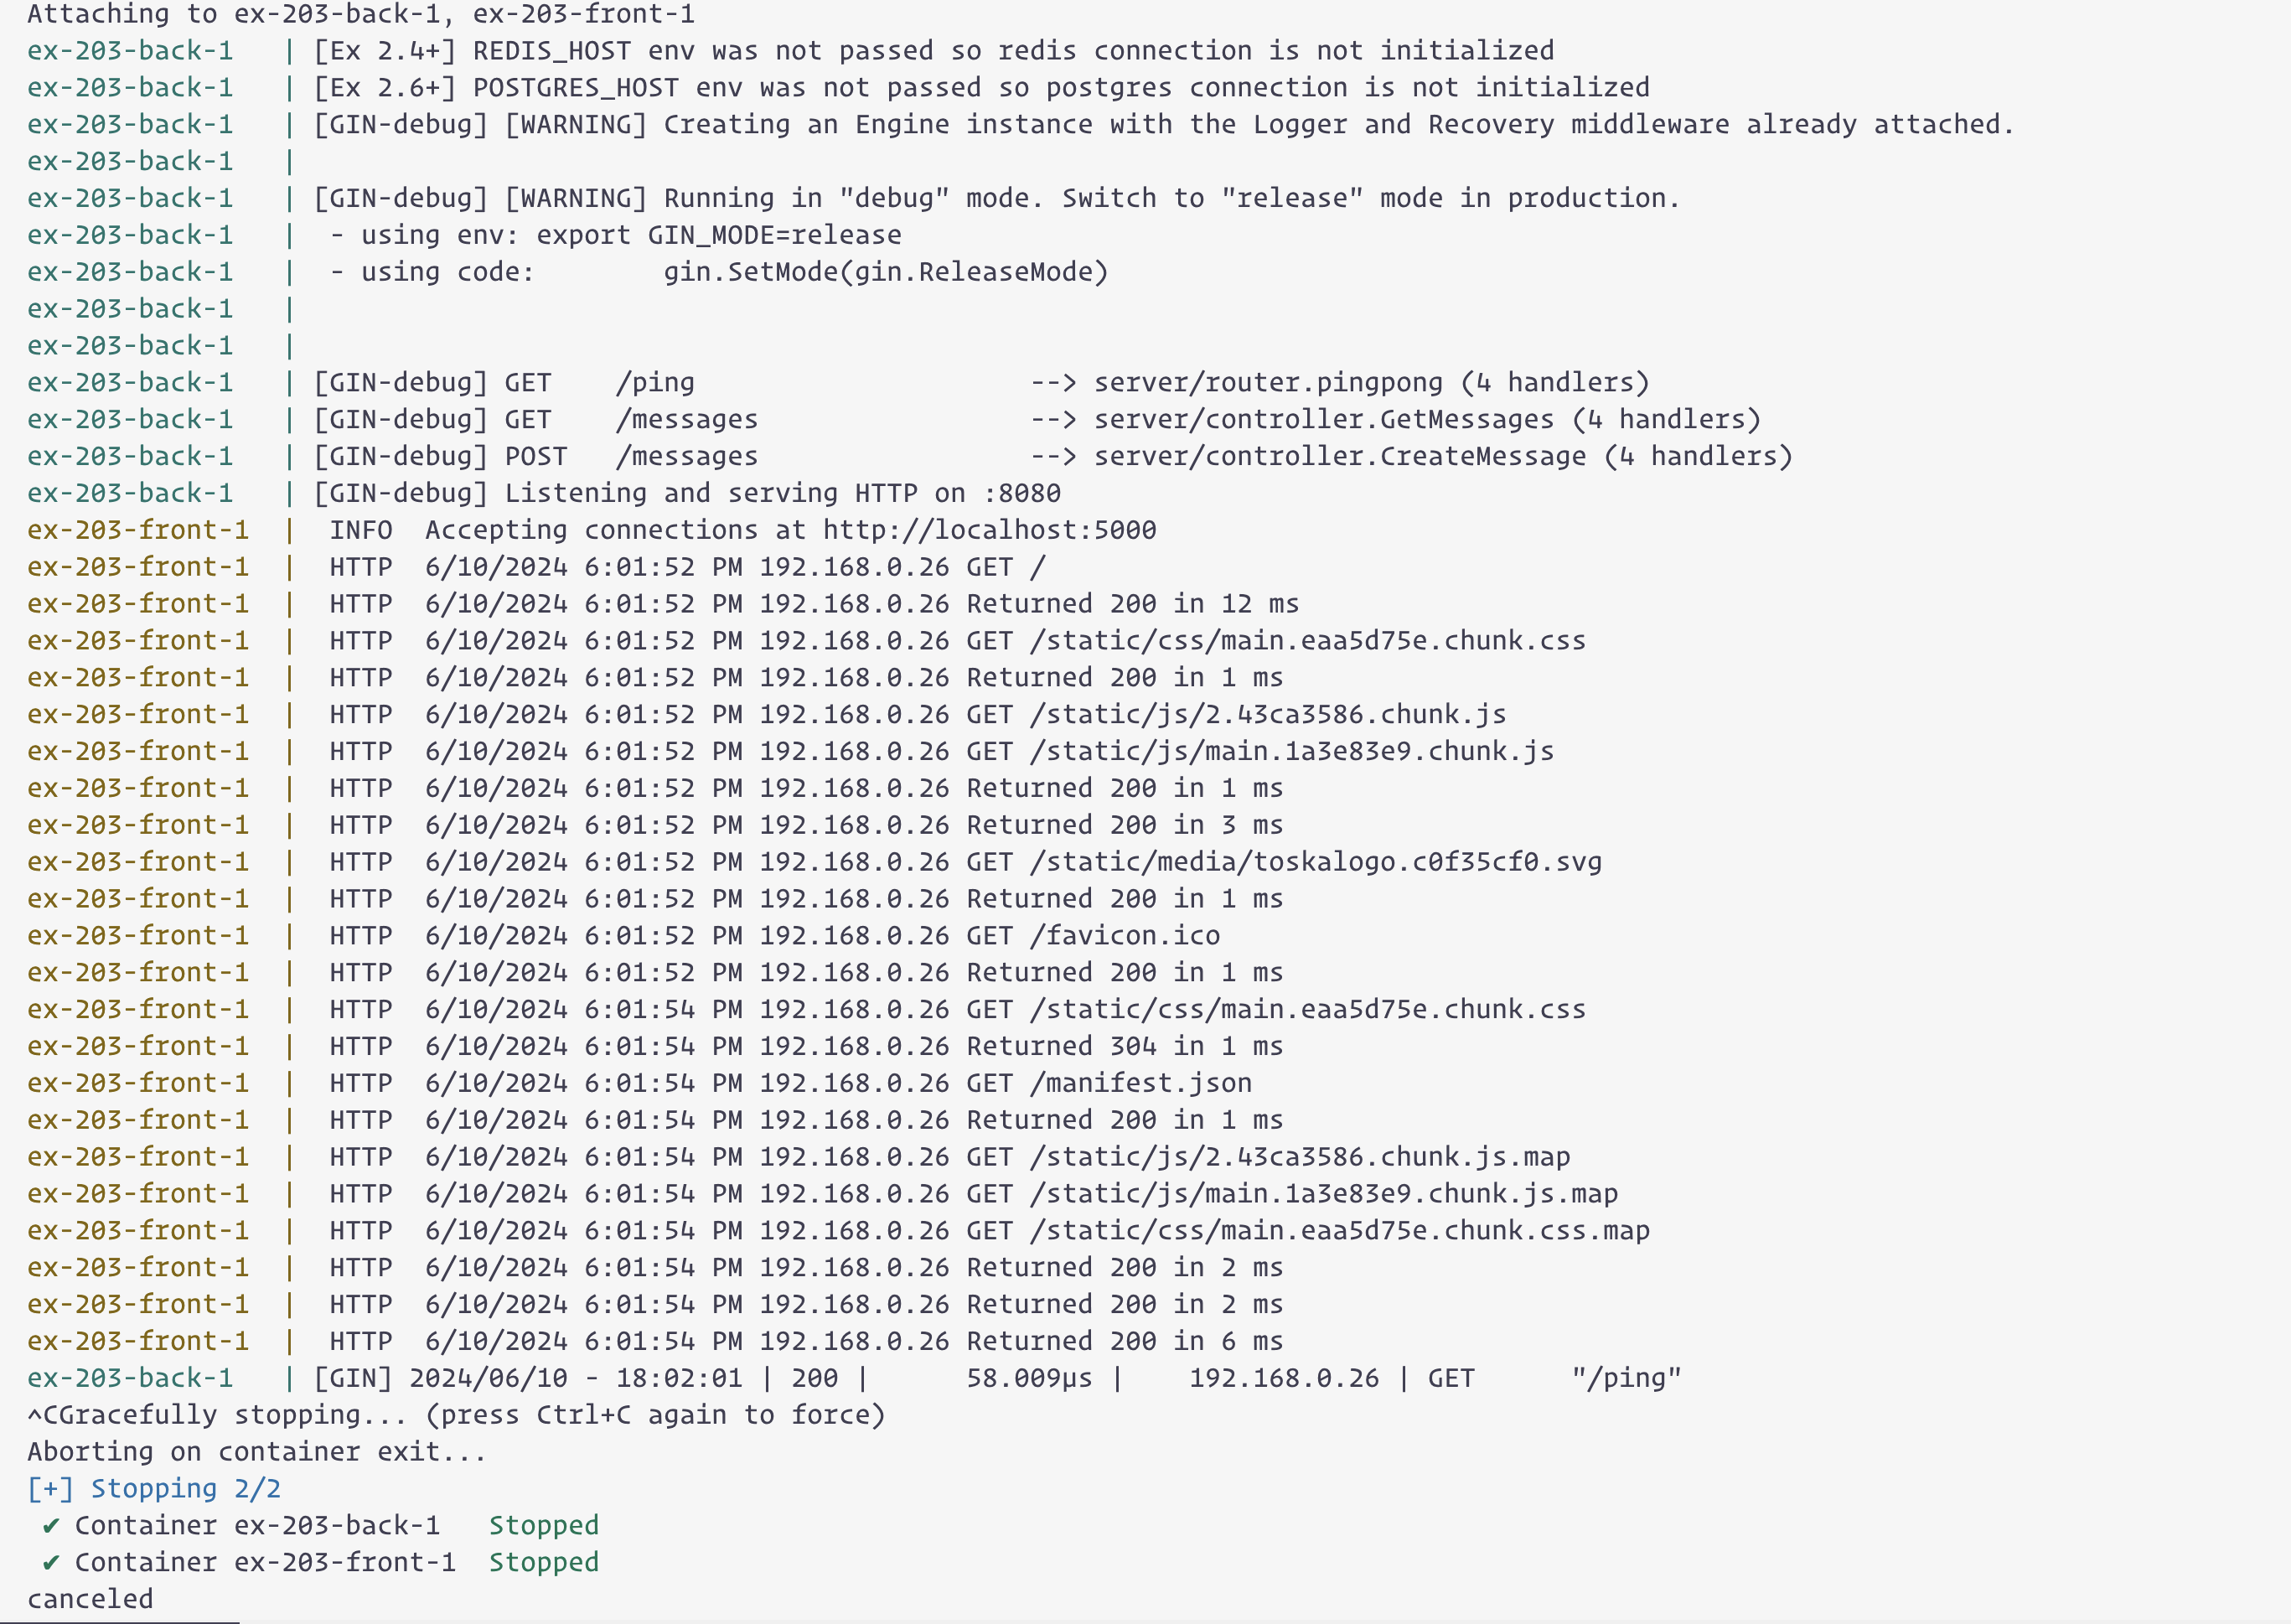 Attaching to ex-203-back-1, ex-203-front-1
ex-203-back-1   | [Ex 2.4+] REDIS_HOST env was not passed so redis connection is not initialized
ex-203-back-1   | [Ex 2.6+] POSTGRES_HOST env was not passed so postgres connection is not initialized
ex-203-back-1   | [GIN-debug] [WARNING] Creating an Engine instance with the Logger and Recovery middleware already attached.
ex-203-back-1   |
ex-203-back-1   | [GIN-debug] [WARNING] Running in "debug" mode. Switch to "release" mode in production.
ex-203-back-1   |  - using env: export GIN_MODE=release
ex-203-back-1   |  - using code:        gin.SetMode(gin.ReleaseMode)
ex-203-back-1   |
ex-203-back-1   |
ex-203-back-1   | [GIN-debug] GET    /ping                     --> server/router.pingpong (4 handlers)
ex-203-back-1   | [GIN-debug] GET    /messages                 --> server/controller.GetMessages (4 handlers)
ex-203-back-1   | [GIN-debug] POST   /messages                 --> server/controller.CreateMessage (4 handlers)
ex-203-back-1   | [GIN-debug] Listening and serving HTTP on :8080
ex-203-front-1  |  INFO  Accepting connections at http://localhost:5000
ex-203-front-1  |  HTTP  6/10/2024 6:01:52 PM 192.168.0.26 GET /
ex-203-front-1  |  HTTP  6/10/2024 6:01:52 PM 192.168.0.26 Returned 200 in 12 ms
ex-203-front-1  |  HTTP  6/10/2024 6:01:52 PM 192.168.0.26 GET /static/css/main.eaa5d75e.chunk.css
ex-203-front-1  |  HTTP  6/10/2024 6:01:52 PM 192.168.0.26 Returned 200 in 1 ms
ex-203-front-1  |  HTTP  6/10/2024 6:01:52 PM 192.168.0.26 GET /static/js/2.43ca3586.chunk.js
ex-203-front-1  |  HTTP  6/10/2024 6:01:52 PM 192.168.0.26 GET /static/js/main.1a3e83e9.chunk.js
ex-203-front-1  |  HTTP  6/10/2024 6:01:52 PM 192.168.0.26 Returned 200 in 1 ms
ex-203-front-1  |  HTTP  6/10/2024 6:01:52 PM 192.168.0.26 Returned 200 in 3 ms
ex-203-front-1  |  HTTP  6/10/2024 6:01:52 PM 192.168.0.26 GET /static/media/toskalogo.c0f35cf0.svg
ex-203-front-1  |  HTTP  6/10/2024 6:01:52 PM 192.168.0.26 Returned 200 in 1 ms
ex-203-front-1  |  HTTP  6/10/2024 6:01:52 PM 192.168.0.26 GET /favicon.ico
ex-203-front-1  |  HTTP  6/10/2024 6:01:52 PM 192.168.0.26 Returned 200 in 1 ms
ex-203-front-1  |  HTTP  6/10/2024 6:01:54 PM 192.168.0.26 GET /static/css/main.eaa5d75e.chunk.css
ex-203-front-1  |  HTTP  6/10/2024 6:01:54 PM 192.168.0.26 Returned 304 in 1 ms
ex-203-front-1  |  HTTP  6/10/2024 6:01:54 PM 192.168.0.26 GET /manifest.json
ex-203-front-1  |  HTTP  6/10/2024 6:01:54 PM 192.168.0.26 Returned 200 in 1 ms
ex-203-front-1  |  HTTP  6/10/2024 6:01:54 PM 192.168.0.26 GET /static/js/2.43ca3586.chunk.js.map
ex-203-front-1  |  HTTP  6/10/2024 6:01:54 PM 192.168.0.26 GET /static/js/main.1a3e83e9.chunk.js.map
ex-203-front-1  |  HTTP  6/10/2024 6:01:54 PM 192.168.0.26 GET /static/css/main.eaa5d75e.chunk.css.map
ex-203-front-1  |  HTTP  6/10/2024 6:01:54 PM 192.168.0.26 Returned 200 in 2 ms
ex-203-front-1  |  HTTP  6/10/2024 6:01:54 PM 192.168.0.26 Returned 200 in 2 ms
ex-203-front-1  |  HTTP  6/10/2024 6:01:54 PM 192.168.0.26 Returned 200 in 6 ms
ex-203-back-1   | [GIN] 2024/06/10 - 18:02:01 | 200 |      58.009µs |    192.168.0.26 | GET      "/ping"
^CGracefully stopping... (press Ctrl+C again to force)
Aborting on container exit...
[+] Stopping 2/2
 ✔ Container ex-203-back-1   Stopped
 ✔ Container ex-203-front-1  Stopped
canceled